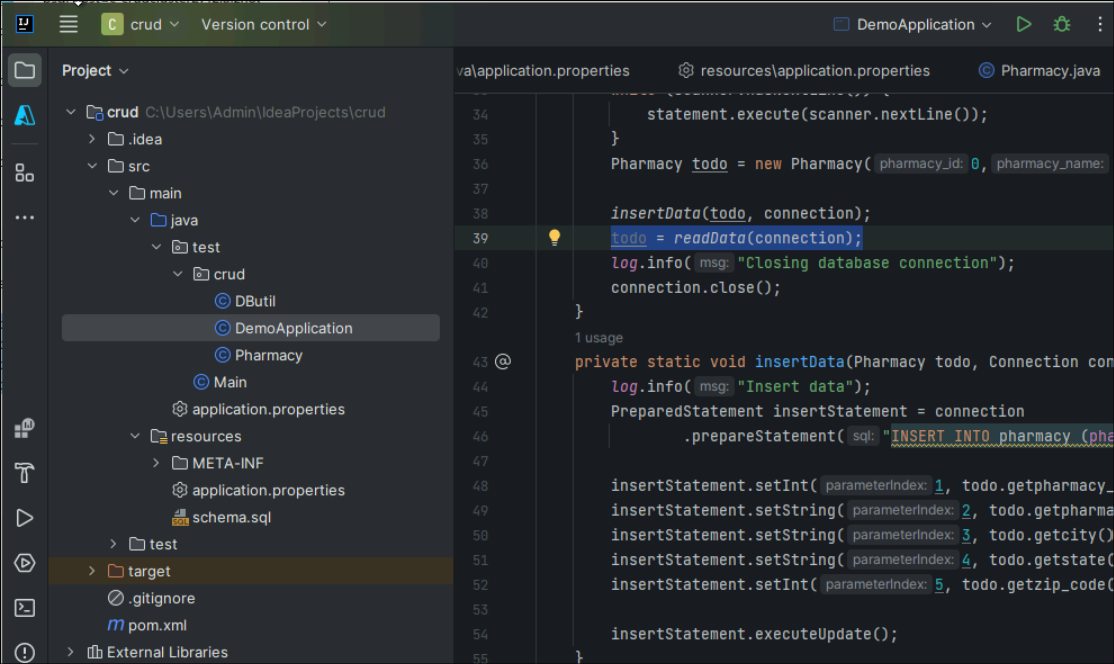 crud
Version control
DemoApplication
Project
va\application.properties
resources\application.properties
Pharmacy.java
crud C:\Users\Admin\IdeaProjects\crud
.idea
src
main
java
test
crud
DButil
DemoApplication
Pharmacy
Main
application.properties
resources
META-INF
application.properties
schema.sql
test
target
.gitignore
pom.xml
External Libraries
34 statement.execute(scanner.nextLine());
35 }
36 Pharmacy todo = new Pharmacy( pharmacy_id: 0, pharmacy_name:
37
38 insertData(todo, connection);
39 todo = readData(connection);
40 log.info( msg: "Closing database connection");
41 connection.close();
42 }
1 usage
43 @ private static void insertData(Pharmacy todo, Connection con
44 log.info( msg: "Insert data");
45 PreparedStatement insertStatement = connection
46 .prepareStatement( sql: "INSERT INTO pharmacy (pha
47
48 insertStatement.setInt( parameterIndex: 1, todo.getpharmacy_
49 insertStatement.setString( parameterIndex: 2, todo.getpharma
50 insertStatement.setString( parameterIndex: 3, todo.getcity()
51 insertStatement.setString( parameterIndex: 4, todo.getstate(
52 insertStatement.setInt( parameterIndex: 5, todo.getzip_code(
53
54 insertStatement.executeUpdate();
55 }